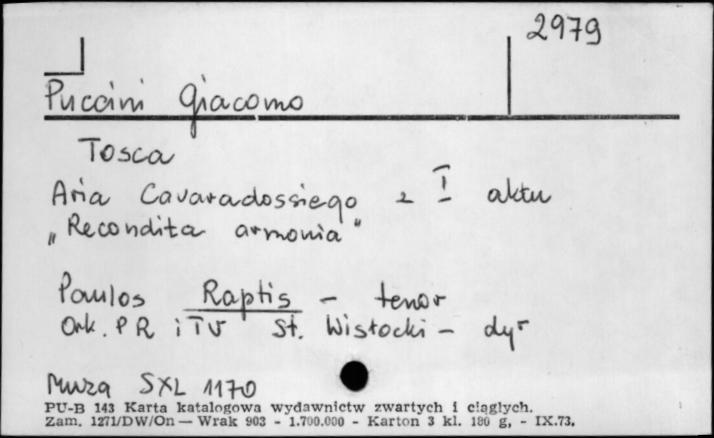 2979
Puccini Giacomo
Tosca
Aria Cavaradossiego z I aktu
„Recondita armonia"
Paulos Raptis - tenor
Ork. PR i TV St. Wisłocki - dyr
Muza SXL 1170
PU-B 143 Karta katalogowa wydawnictw zwartych i ciągłych.
Zam. 1271/DW/On — Wrak 903 - 1.700.000 - Karton 3 kl. 180 g, - IX.73.